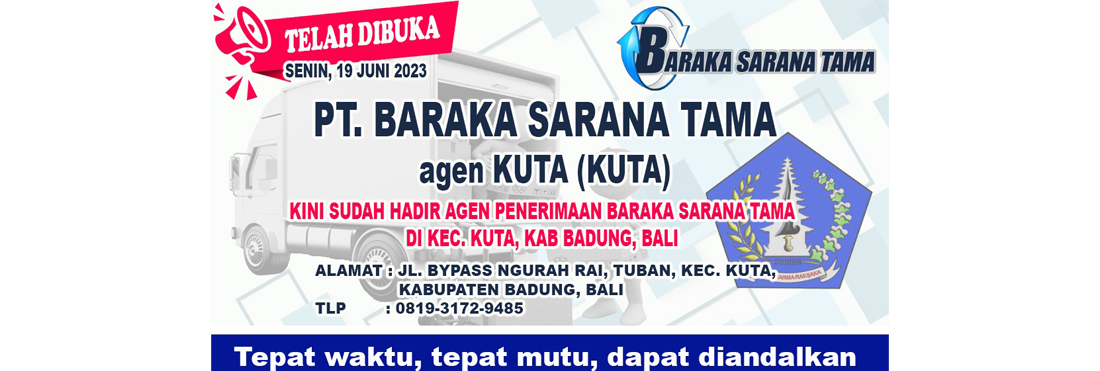 TELAH DIBUKA
SENIN, 19 JUNI 2023
BARAKA SARANA TAMA
PT. BARAKA SARANA TAMA
agen KUTA (KUTA)
KINI SUDAH HADIR AGEN PENERIMAAN BARAKA SARANA TAMA
DI KEC. KUTA, KAB BADUNG, BALI
ALAMAT : JL. BYPASS NGURAH RAI, TUBAN, KEC. KUTA,
KABUPATEN BADUNG, BALI
TLP : 0819-3172-9485
Tepat waktu, tepat mutu, dapat diandalkan